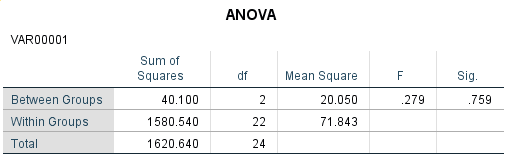 ANOVA
VAR00001
Sum of Squares df Mean Square F Sig.
Between Groups 40.100 2 20.050 .279 .759
Within Groups 1580.540 22 71.843
Total 1620.640 24